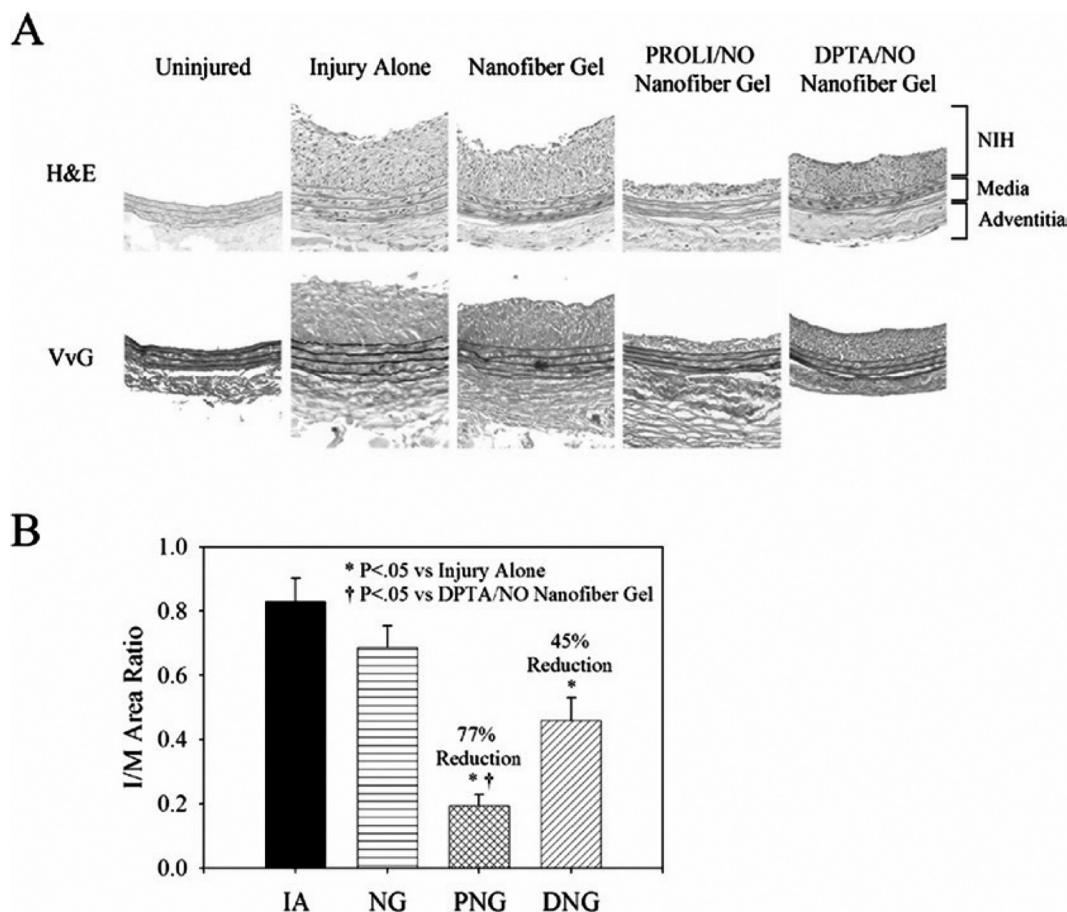 A
Uninjured
Injury Alone
Nanofiber Gel
PROLI/NO
Nanofiber Gel
DPTA/NO
Nanofiber Gel
H&E
NIH
Media
Adventitia
VvG
B
1.0
0.8
0.6
0.4
0.2
0.0
I/M Area Ratio
* P<.05 vs Injury Alone
† P<.05 vs DPTA/NO Nanofiber Gel
77%
Reduction
* †
45%
Reduction
*
IA
NG
PNG
DNG